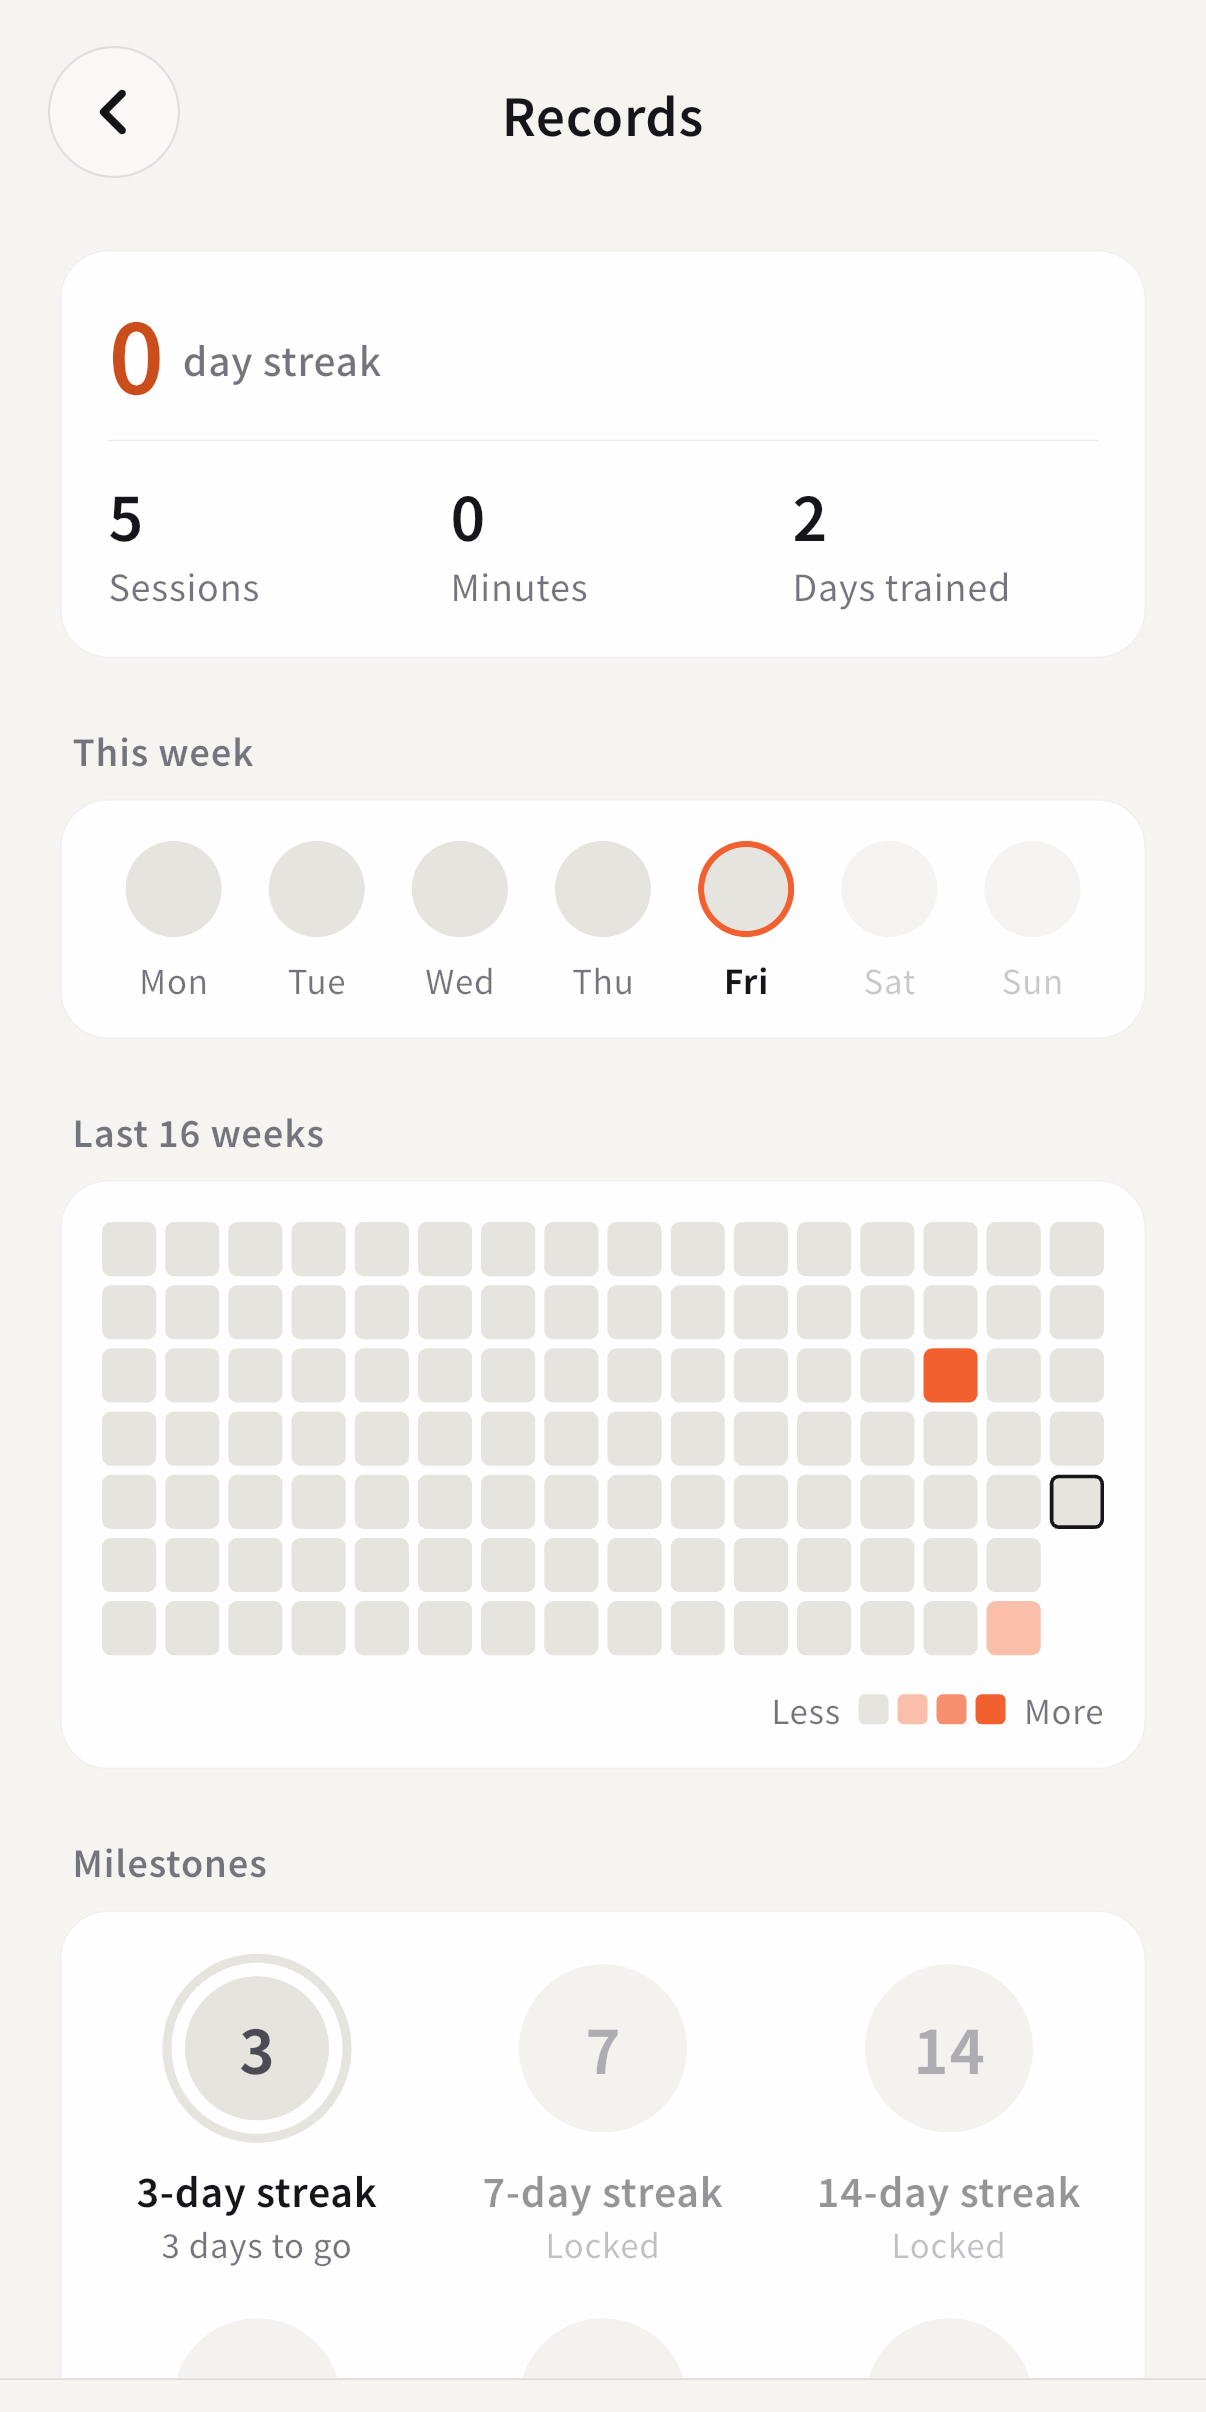 Records
0 day streak
5 0 2
Sessions Minutes Days trained
This week
Mon Tue Wed Thu Fri Sat Sun
Last 16 weeks
Less More
Milestones
3 7 14
3-day streak 7-day streak 14-day streak
3 days to go Locked Locked